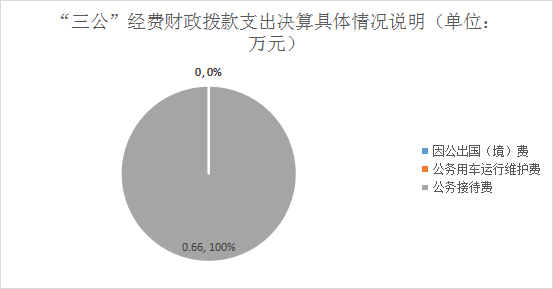 “三公”经费财政拨款支出决算具体情况说明（单位：
万元）
0, 0%
因公出国（境）费
公务用车运行维护费
公务接待费
0.66, 100%